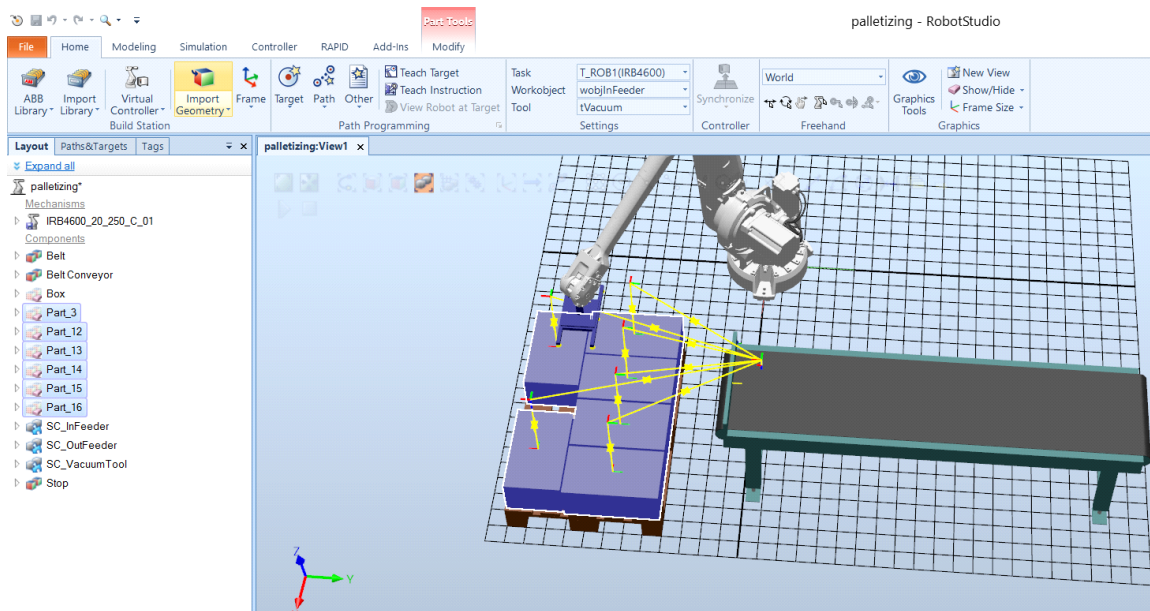 Part Tools
palletizing - RobotStudio
File Home Modeling Simulation Controller RAPID Add-Ins Modify
ABB Library
Import Library
Virtual Controller
Import Geometry
Frame
Build Station
Target
Path
Other
Teach Target
Teach Instruction
View Robot at Target
Path Programming
Task T_ROB1(IRB4600)
Workobject wobjInFeeder
Tool tVacuum
Settings
Synchronize
Controller
World
Freehand
Graphics Tools
New View
Show/Hide
Frame Size
Graphics
Layout Paths&Targets Tags
palletizing:View1
Expand all
palletizing*
Mechanisms
IRB4600_20_250_C_01
Components
Belt
Belt Conveyor
Box
Part_3
Part_12
Part_13
Part_14
Part_15
Part_16
SC_InFeeder
SC_OutFeeder
SC_VacuumTool
Stop
Z
Y